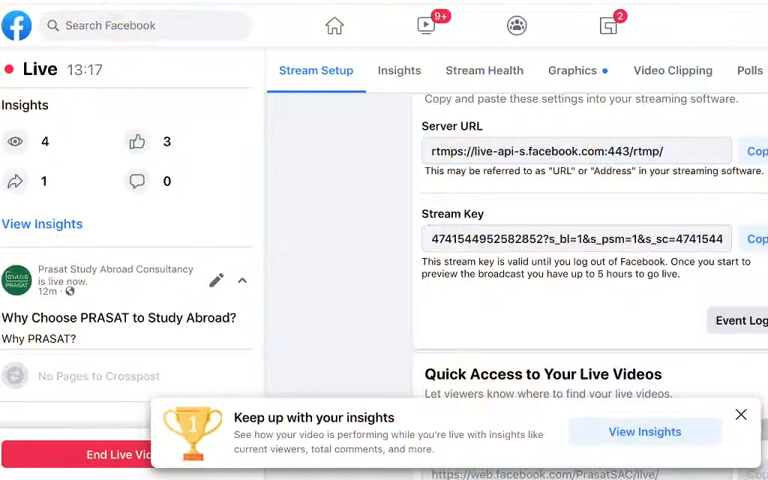 Search Facebook
9+
2
Live 13:17
Stream Setup
Insights
Stream Health
Graphics
Video Clipping
Polls
Insights
4
3
1
0
View Insights
Prasat Study Abroad Consultancy
is live now.
12m ·
Why Choose PRASAT to Study Abroad?
Why PRASAT?
No Pages to Crosspost
End Live Vid
Copy and paste these settings into your streaming software.
Server URL
rtmps://live-api-s.facebook.com:443/rtmp/
Cop
This may be referred to as "URL" or "Address" in your streaming software.
Stream Key
4741544952582852?s_bl=1&s_psm=1&s_sc=4741544
Cop
This stream key is valid until you log out of Facebook. Once you start to
preview the broadcast you have up to 5 hours to go live.
Event Log
Quick Access to Your Live Videos
Let viewers know where to find your live videos.
1
Keep up with your insights
See how your video is performing while you're live with insights like
current viewers, total comments, and more.
View Insights
https://web.facebook.com/PrasatSAC/live/
Cop